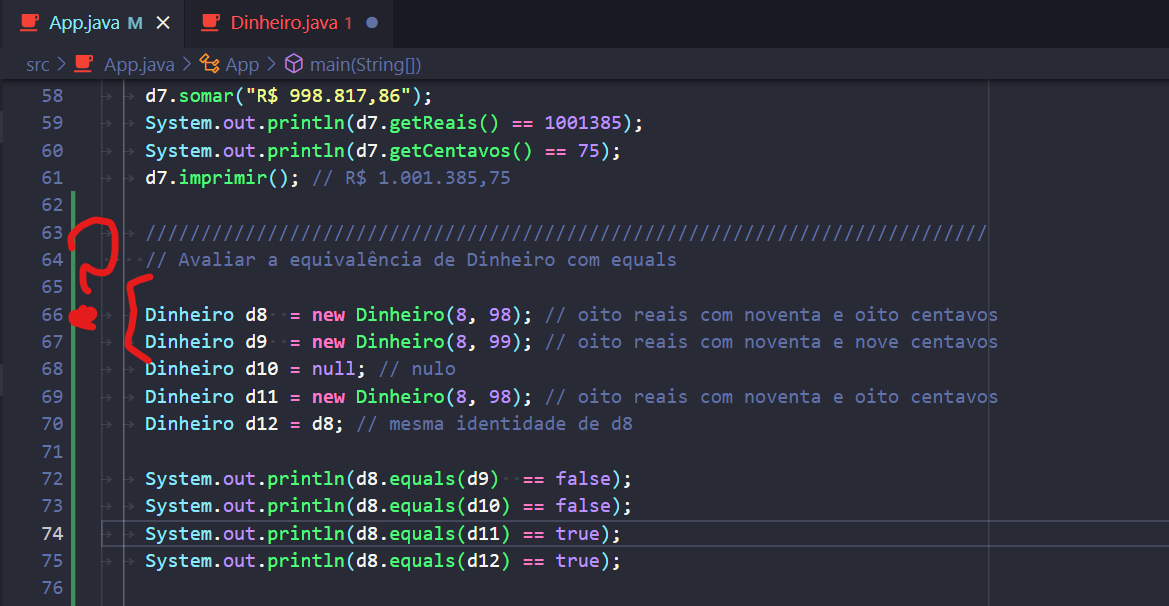 App.java M
Dinheiro.java 1
src > App.java > App > main(String[])
58 d7.somar("R$ 998.817,86");
59 System.out.println(d7.getReais() == 1001385);
60 System.out.println(d7.getCentavos() == 75);
61 d7.imprimir(); // R$ 1.001.385,75
62
63 ////////////////////////////////////////////////////////////////////////////
64 // Avaliar a equivalência de Dinheiro com equals
65
66 Dinheiro d8  = new Dinheiro(8, 98); // oito reais com noventa e oito centavos
67 Dinheiro d9  = new Dinheiro(8, 99); // oito reais com noventa e nove centavos
68 Dinheiro d10 = null; // nulo
69 Dinheiro d11 = new Dinheiro(8, 98); // oito reais com noventa e oito centavos
70 Dinheiro d12 = d8; // mesma identidade de d8
71
72 System.out.println(d8.equals(d9)  == false);
73 System.out.println(d8.equals(d10) == false);
74 System.out.println(d8.equals(d11) == true);
75 System.out.println(d8.equals(d12) == true);
76